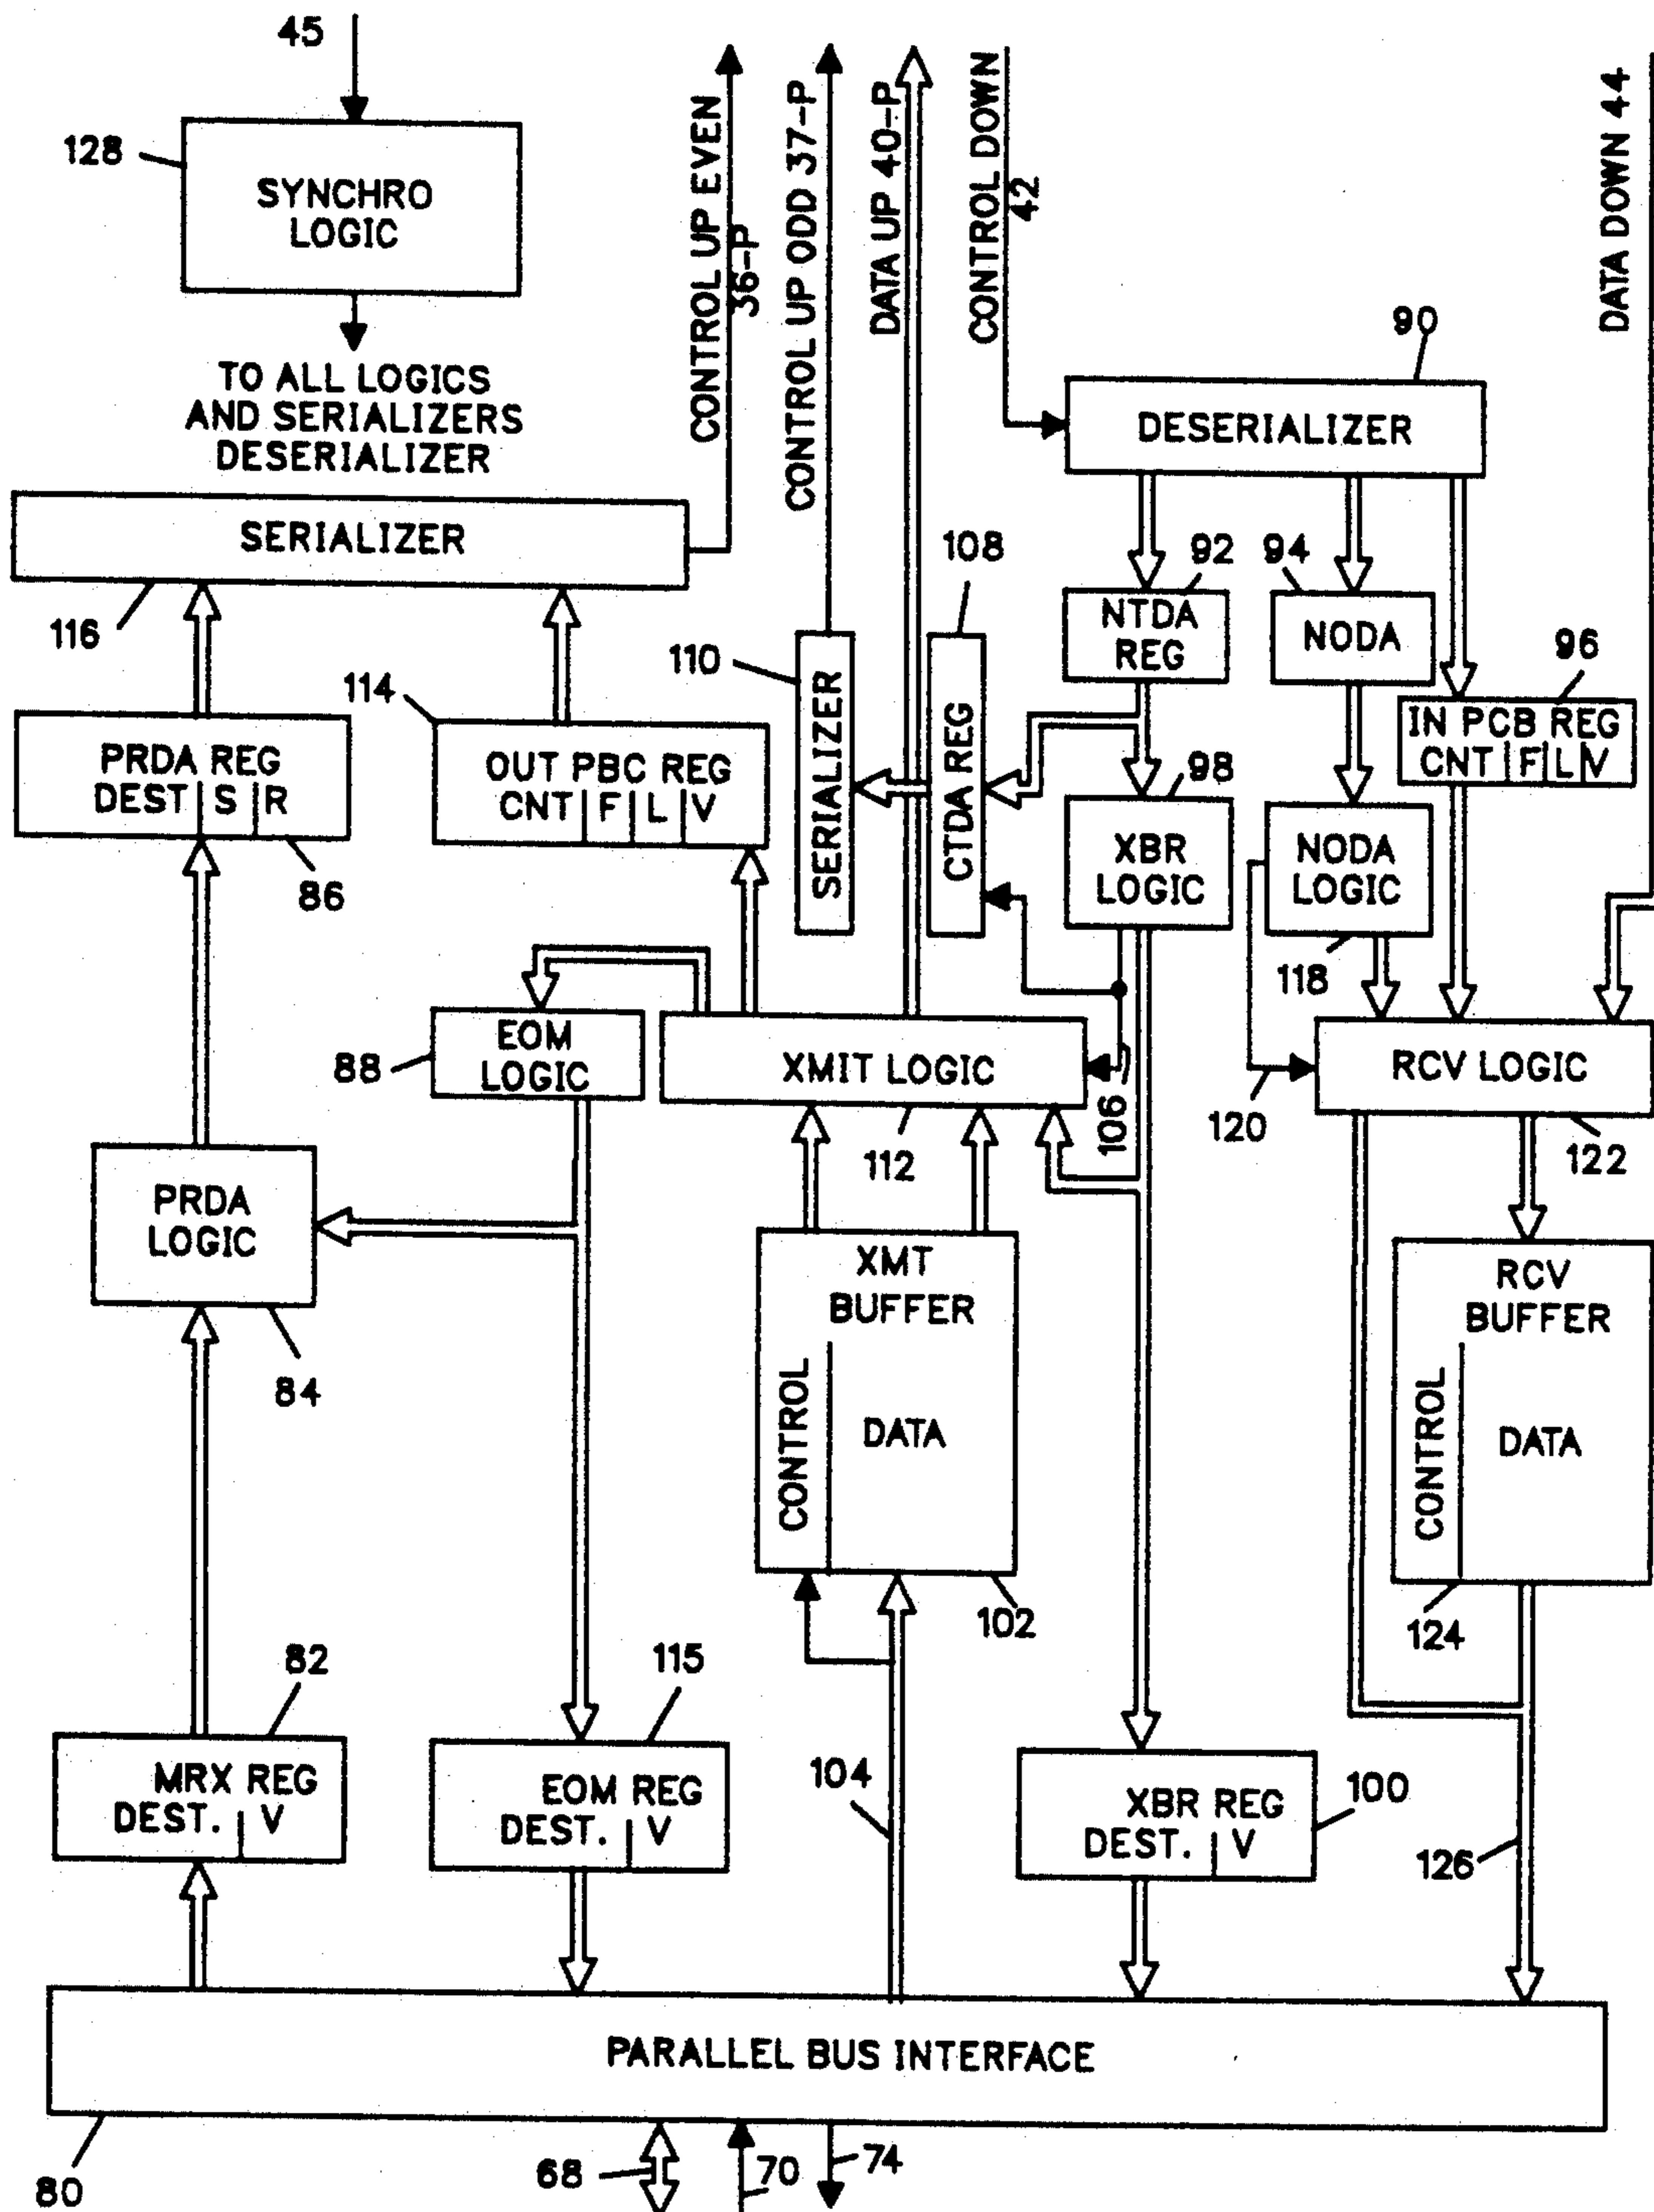 45
128
SYNCHRO
LOGIC
TO ALL LOGICS
AND SERIALIZERS
DESERIALIZER
CONTROL UP EVEN
36-P
CONTROL UP ODD 37-P
DATA UP 40-P
CONTROL DOWN
42
DATA DOWN 44
90
DESERIALIZER
SERIALIZER
116
108
92
NTDA
REG
94
NODA
96
IN PCB REG
CNT F L V
110
SERIALIZER
CTDA REG
114
PRDA REG
DEST S R
86
OUT PBC REG
CNT F L V
98
XBR
LOGIC
NODA
LOGIC
118
88
EOM
LOGIC
XMIT LOGIC
112
106
120
RCV LOGIC
122
PRDA
LOGIC
84
XMT
BUFFER
CONTROL
DATA
102
RCV
BUFFER
CONTROL
DATA
124
82
MRX REG
DEST. V
115
EOM REG
DEST. V
104
XBR REG
DEST. V
100
126
PARALLEL BUS INTERFACE
80
68
70
74